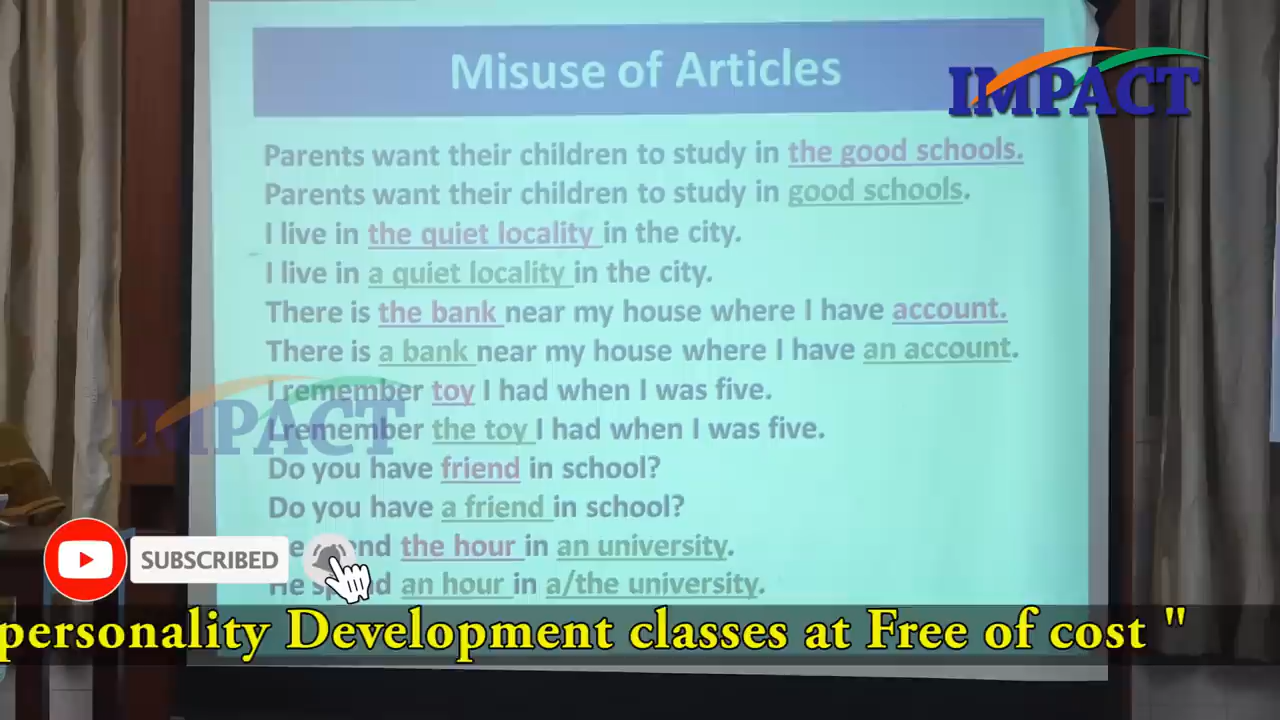 Misuse of Articles
IMPACT
Parents want their children to study in the good schools.
Parents want their children to study in good schools.
I live in the quiet locality in the city.
I live in a quiet locality in the city.
There is the bank near my house where I have account.
There is a bank near my house where I have an account.
I remember toy I had when I was five.
IMPACT
I remember the toy I had when I was five.
Do you have friend in school?
Do you have a friend in school?
the hour in an university.
SUBSCRIBED
He an hour in a/the university.
personality Development classes at Free of cost "